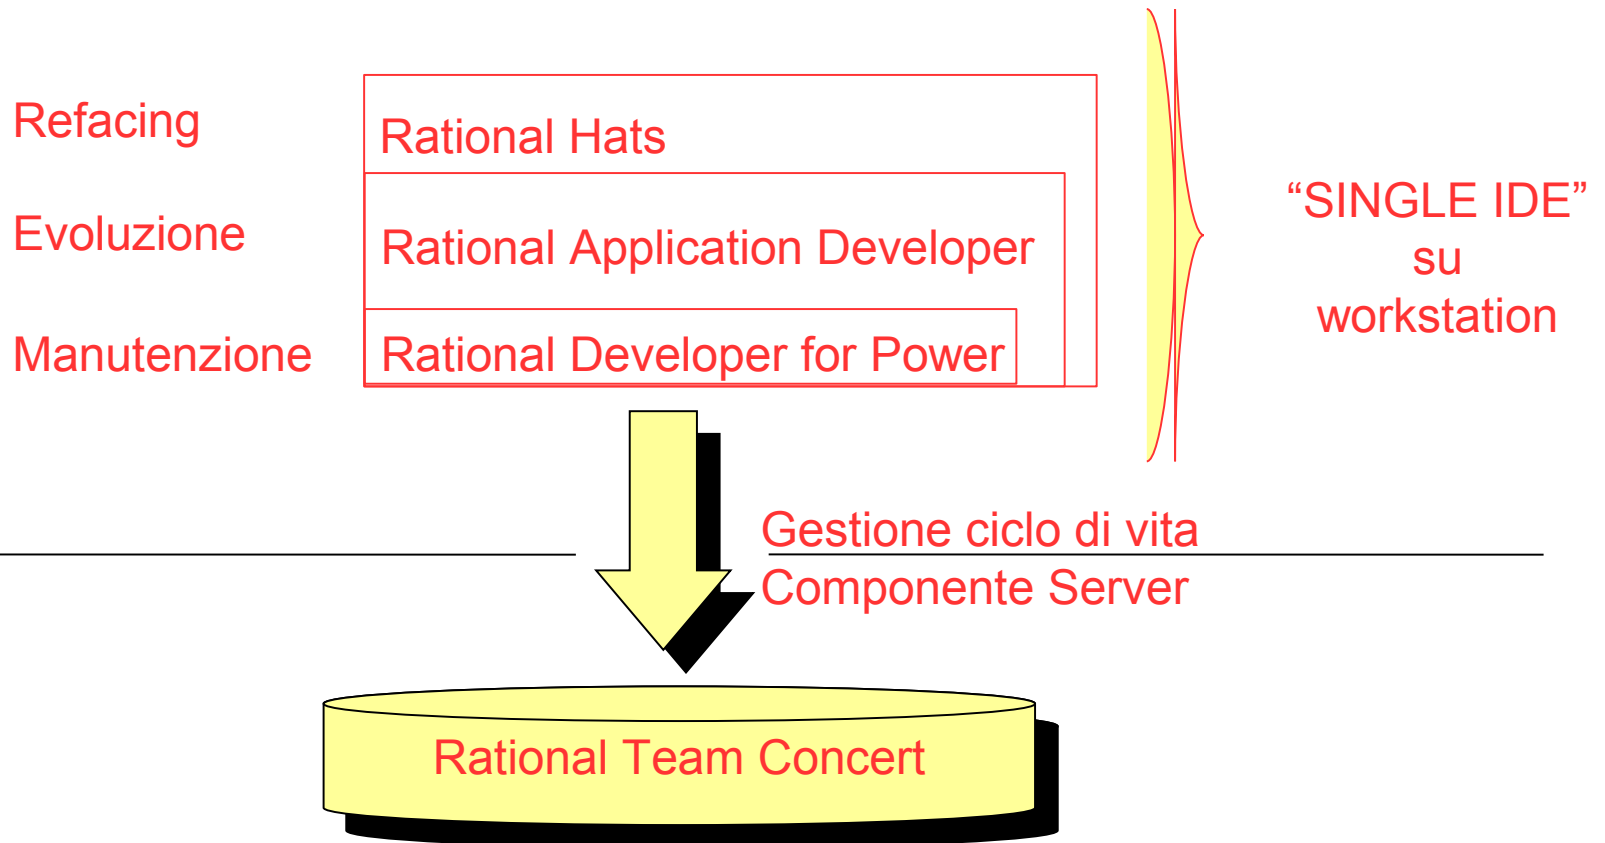 Refacing
Rational Hats
Evoluzione
Rational Application Developer
Manutenzione
Rational Developer for Power
“SINGLE IDE”
su
workstation
Gestione ciclo di vita
Componente Server
Rational Team Concert